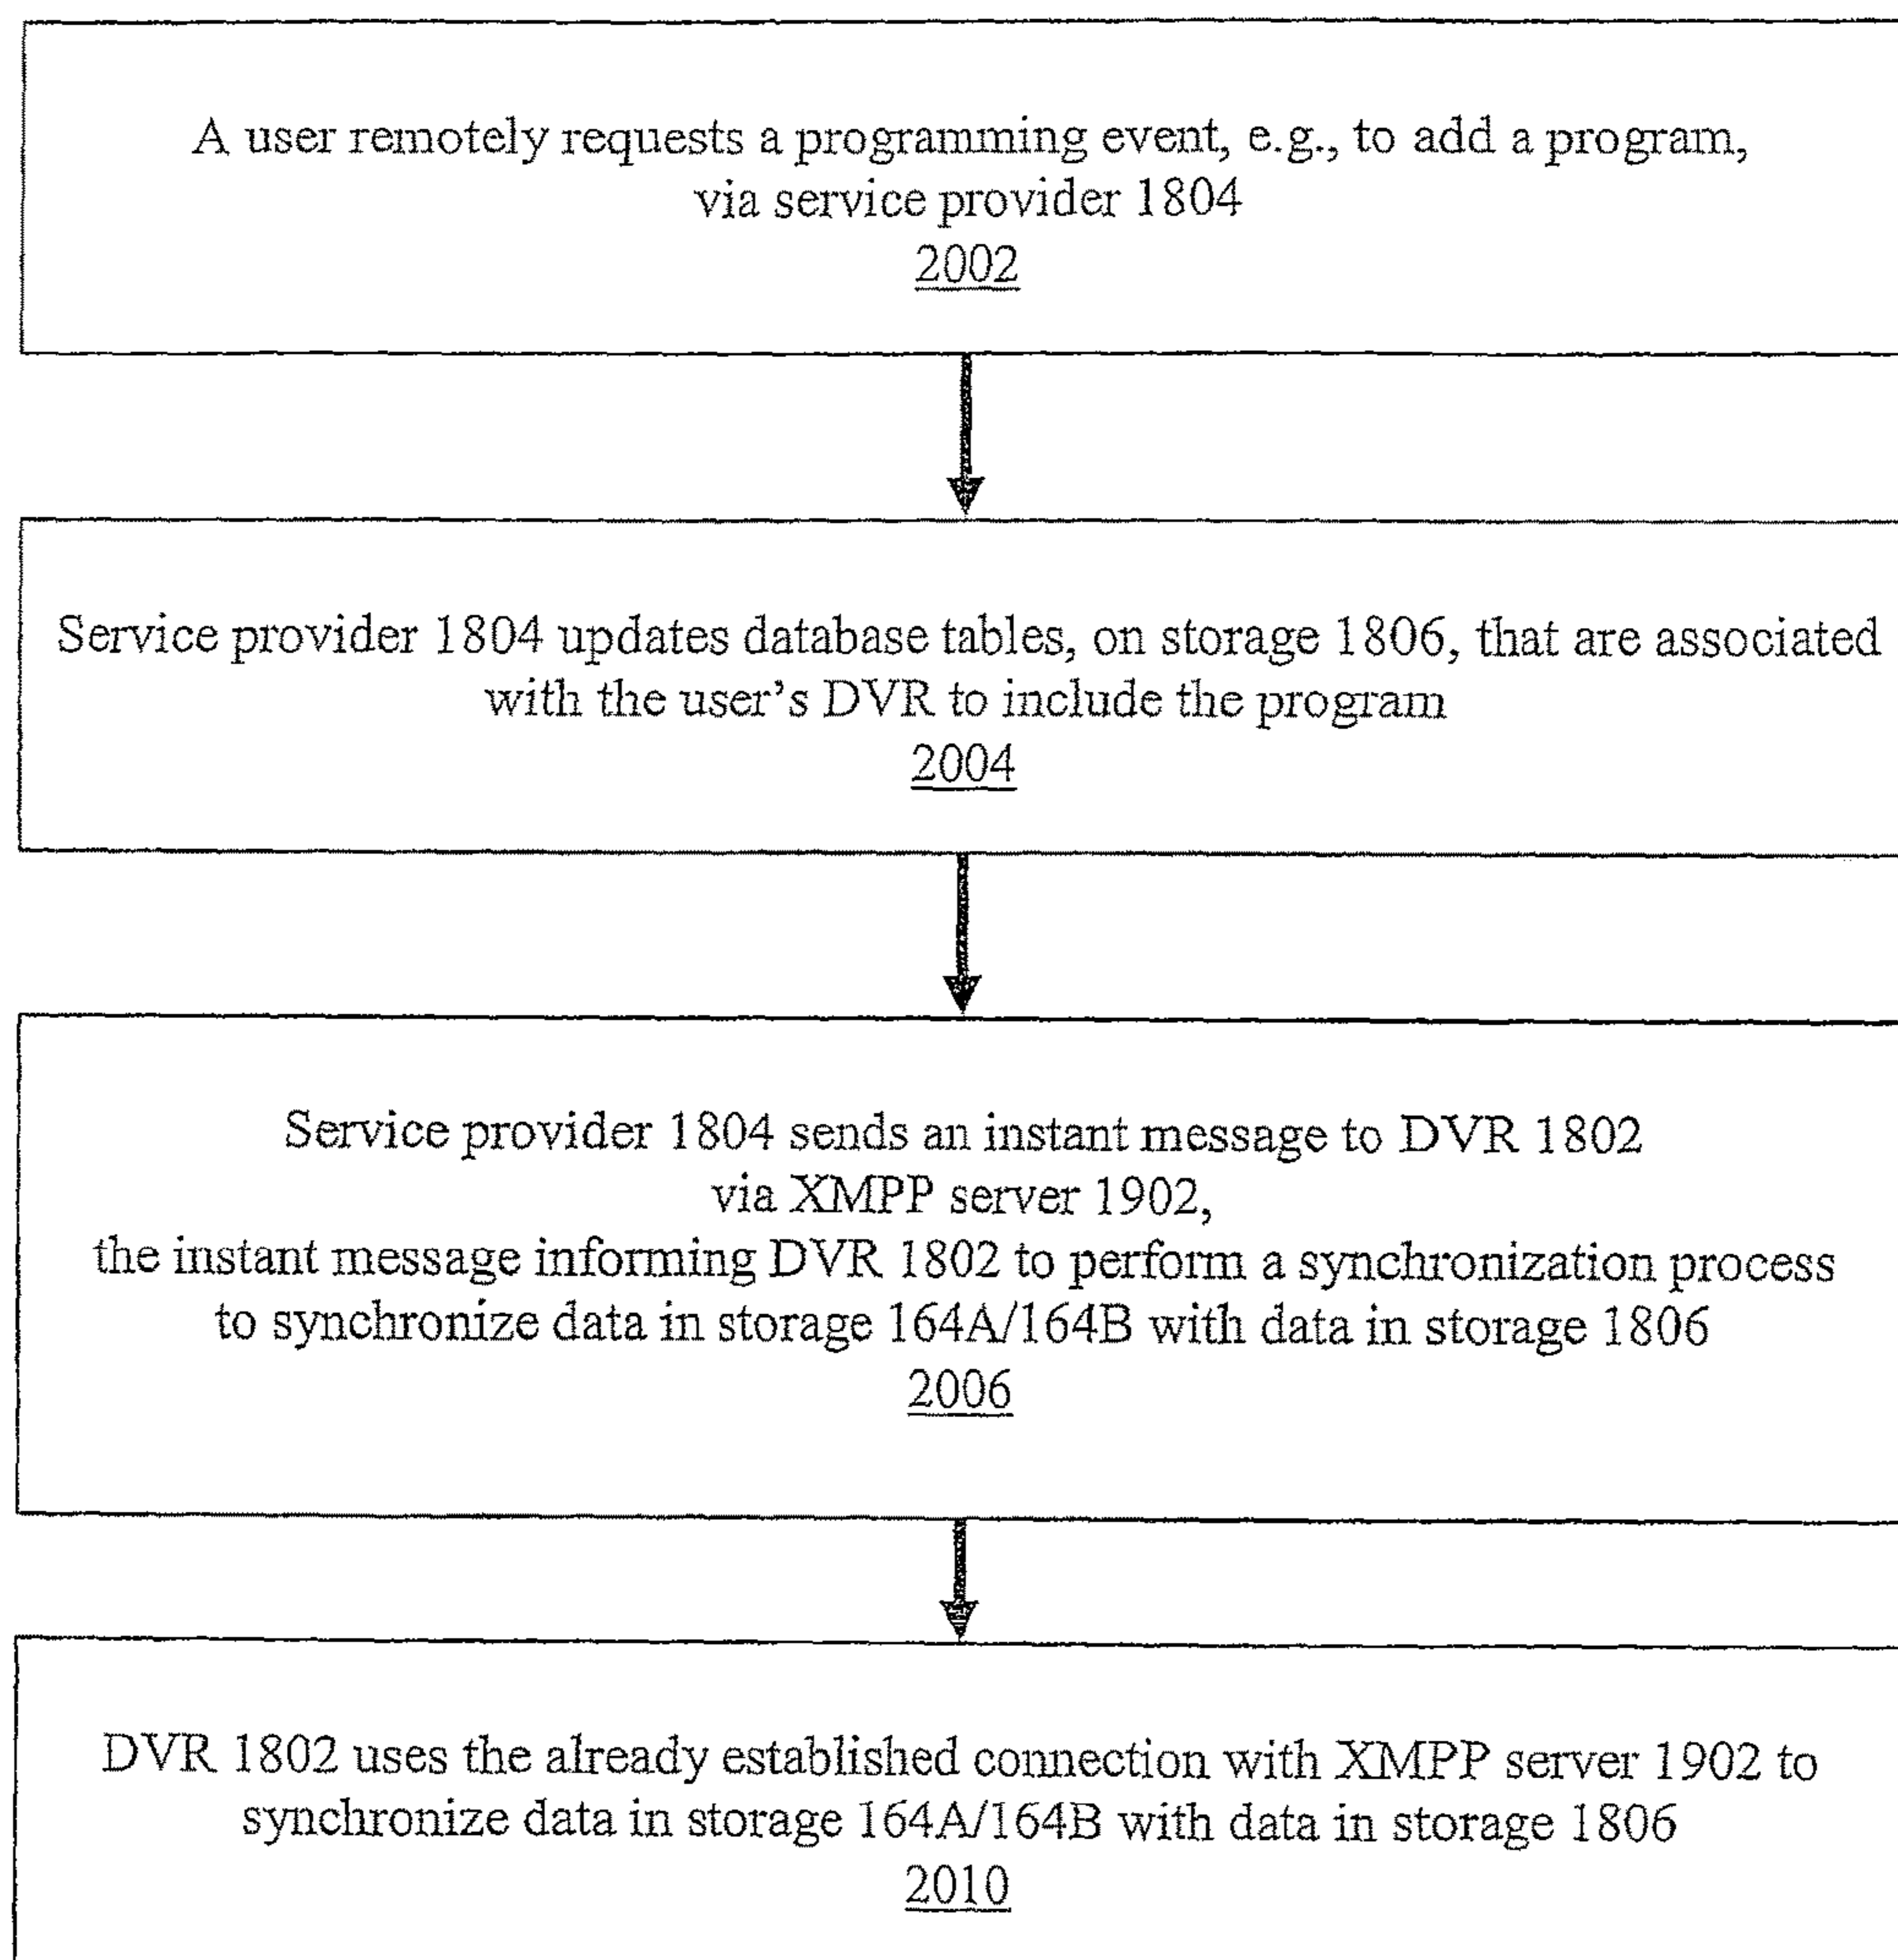 A user remotely requests a programming event, e.g., to add a program,
via service provider 1804
2002
Service provider 1804 updates database tables, on storage 1806, that are associated
with the user's DVR to include the program
2004
Service provider 1804 sends an instant message to DVR 1802
via XMPP server 1902,
the instant message informing DVR 1802 to perform a synchronization process
to synchronize data in storage 164A/164B with data in storage 1806
2006
DVR 1802 uses the already established connection with XMPP server 1902 to
synchronize data in storage 164A/164B with data in storage 1806
2010